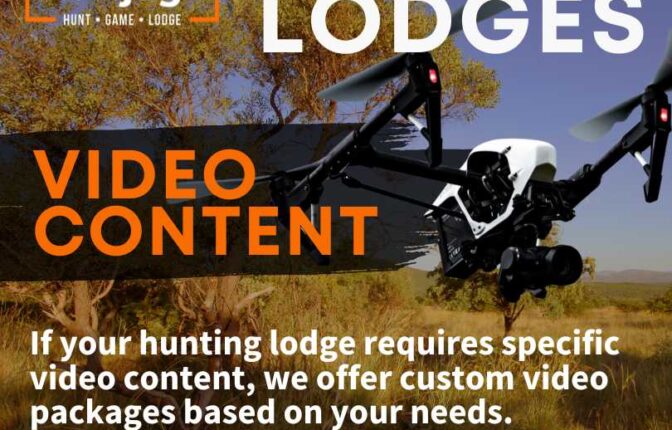 HUNT • GAME • LODGE
LODGES
VIDEO
CONTENT
If your hunting lodge requires specific
video content, we offer custom video
packages based on your needs.